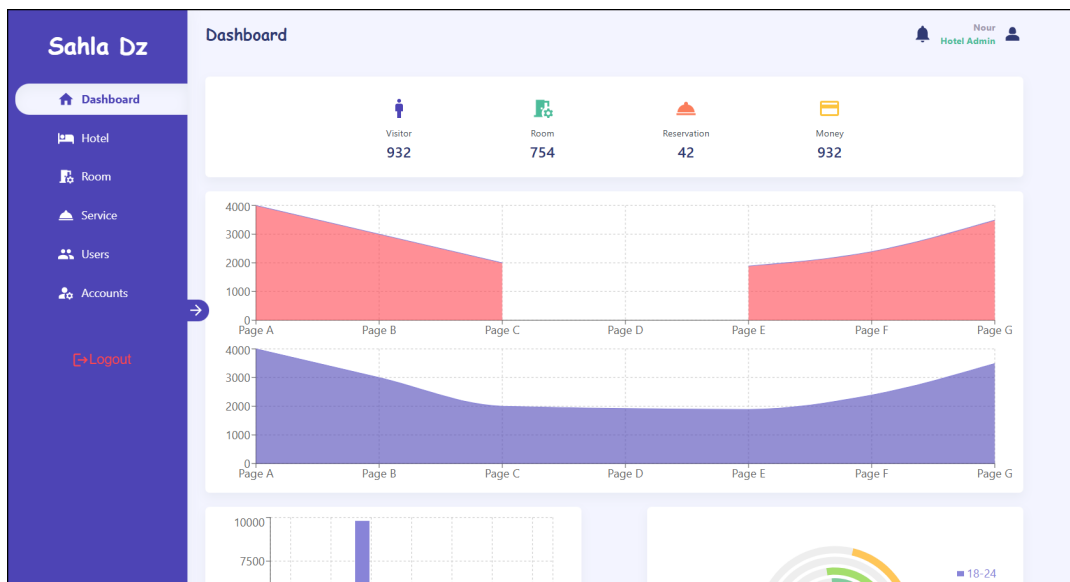 Sahla Dz
Dashboard
Hotel
Room
Service
Users
Accounts
Logout
Dashboard
Nour
Hotel Admin
Visitor
932
Room
754
Reservation
42
Money
932
4000
3000
2000
1000
0
Page A Page B Page C Page D Page E Page F Page G
4000
3000
2000
1000
0
Page A Page B Page C Page D Page E Page F Page G
10000
7500
18-24